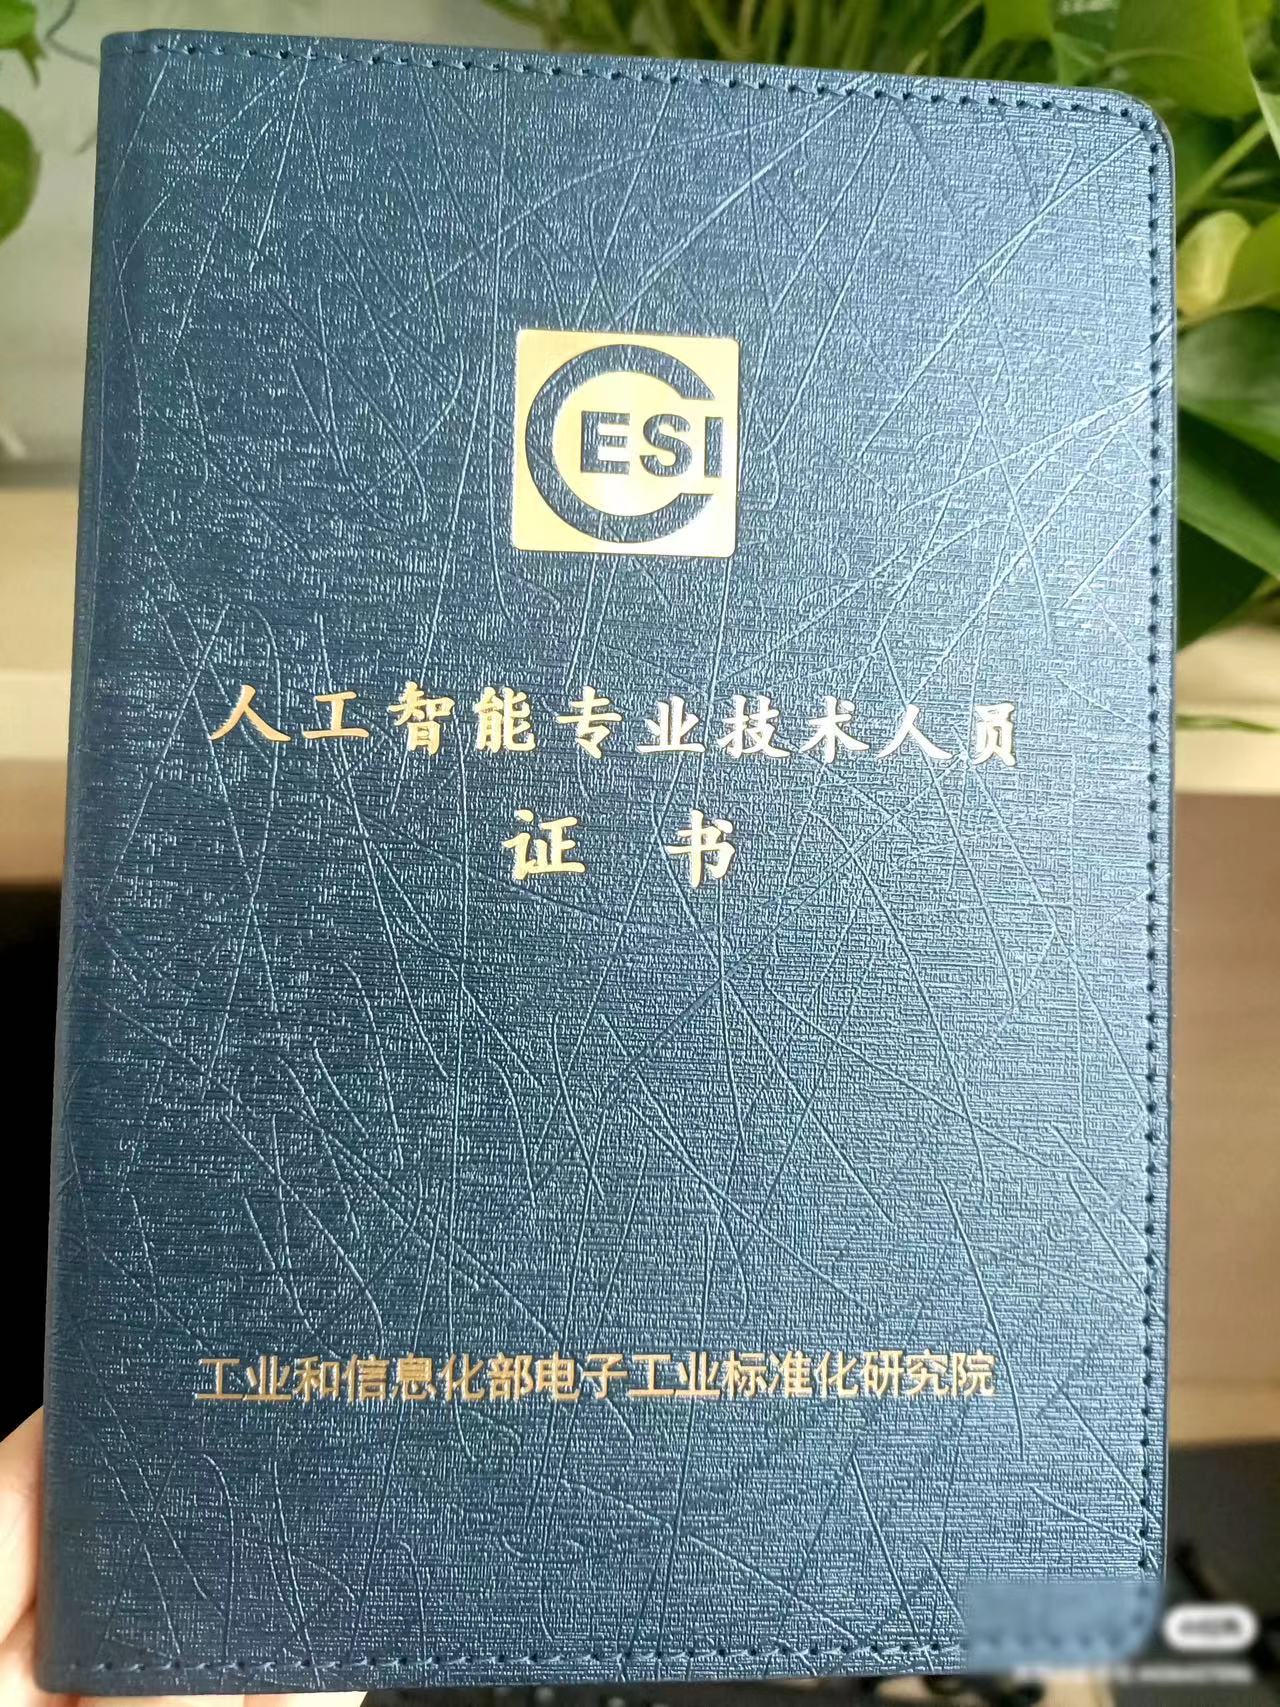 CESI
人工智能专业技术人员
证书
工业和信息化部电子工业标准化研究院